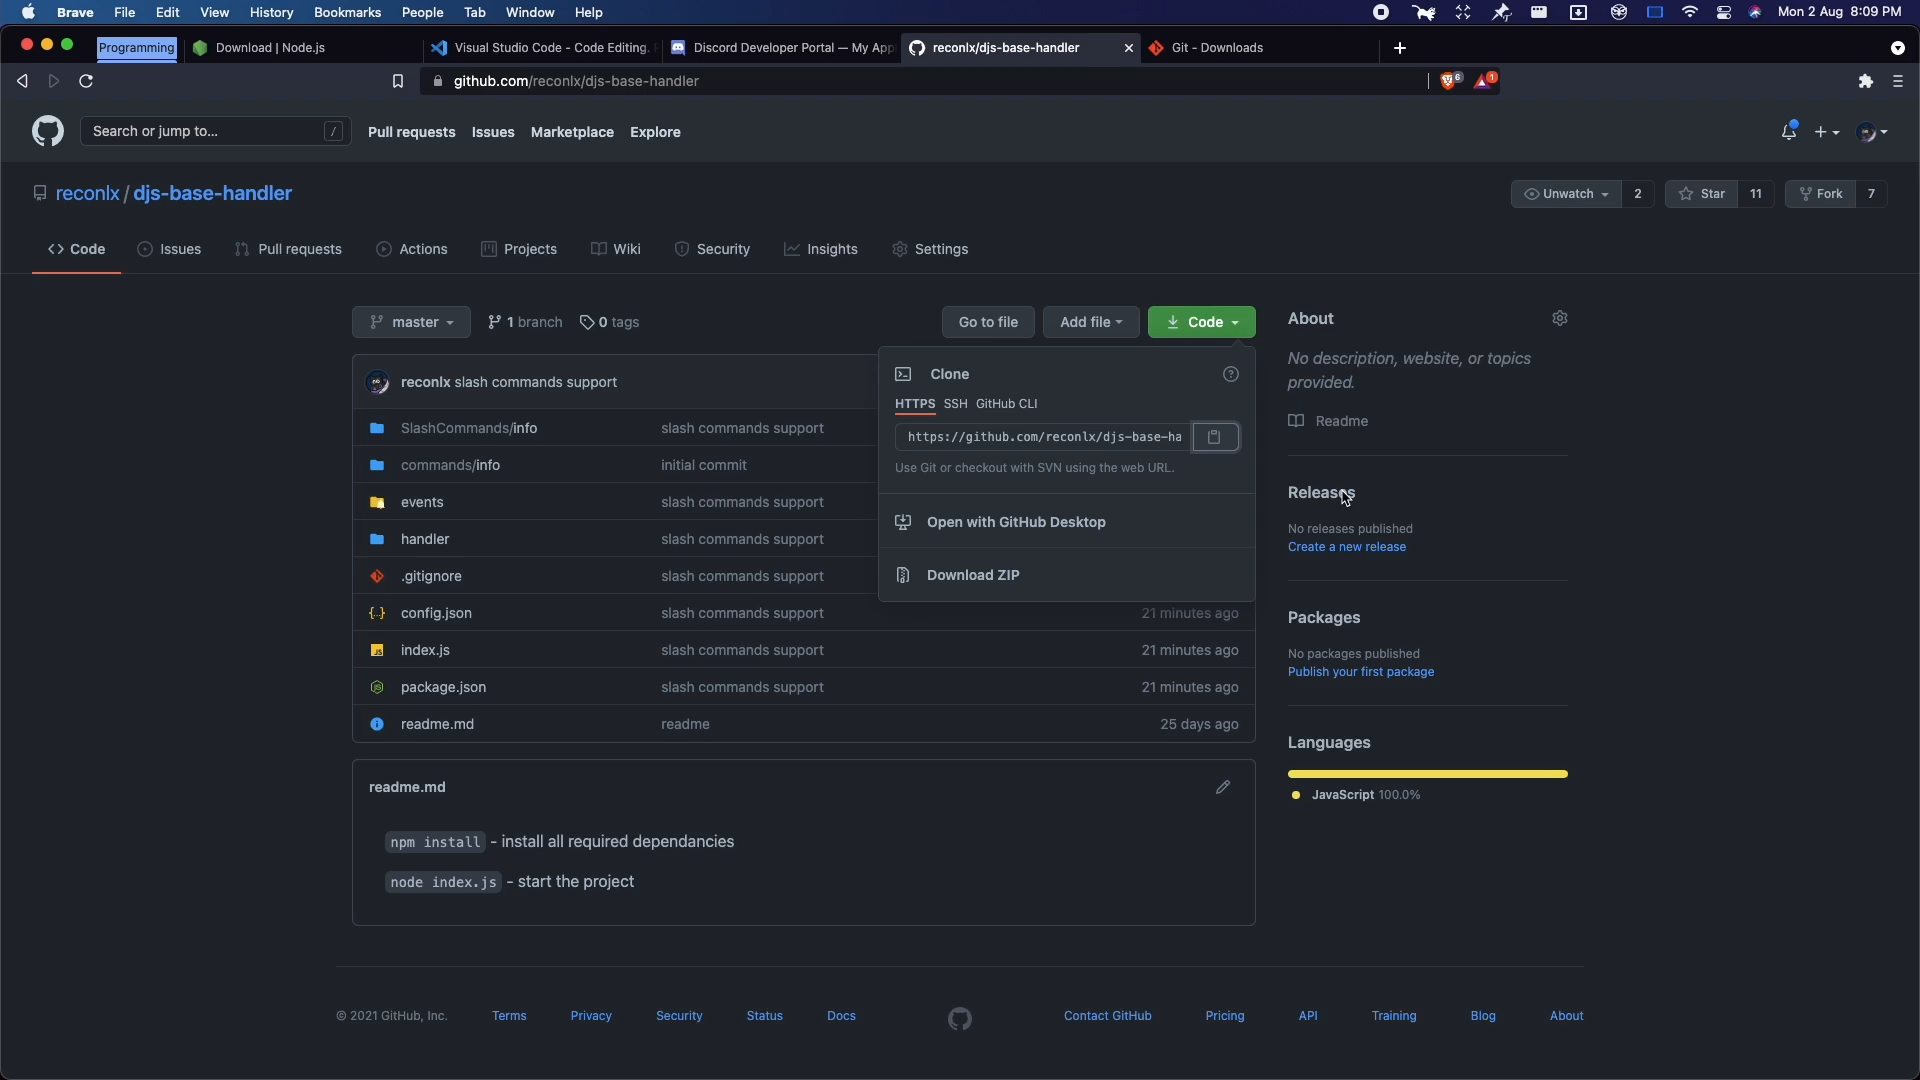 Brave File Edit View History Bookmarks People Tab Window Help Mon 2 Aug 8:09 PM
Programming Download | Node.js Visual Studio Code - Code Editing. Discord Developer Portal — My App reconlx/djs-base-handler Git - Downloads
github.com/reconlx/djs-base-handler 6 1
Search or jump to... / Pull requests Issues Marketplace Explore
reconlx / djs-base-handler Unwatch 2 Star 11 Fork 7
Code Issues Pull requests Actions Projects Wiki Security Insights Settings
master 1 branch 0 tags Go to file Add file Code
reconlx slash commands support
SlashCommands/info slash commands support
commands/info initial commit
events slash commands support
handler slash commands support
.gitignore slash commands support
config.json slash commands support 21 minutes ago
index.js slash commands support 21 minutes ago
package.json slash commands support 21 minutes ago
readme.md readme 25 days ago
Clone
HTTPS SSH GitHub CLI
https://github.com/reconlx/djs-base-ha
Use Git or checkout with SVN using the web URL.
Open with GitHub Desktop
Download ZIP
About
No description, website, or topics
provided.
Readme
Releases
No releases published
Create a new release
Packages
No packages published
Publish your first package
Languages
JavaScript 100.0%
readme.md
npm install - install all required dependancies
node index.js - start the project
© 2021 GitHub, Inc. Terms Privacy Security Status Docs Contact GitHub Pricing API Training Blog About